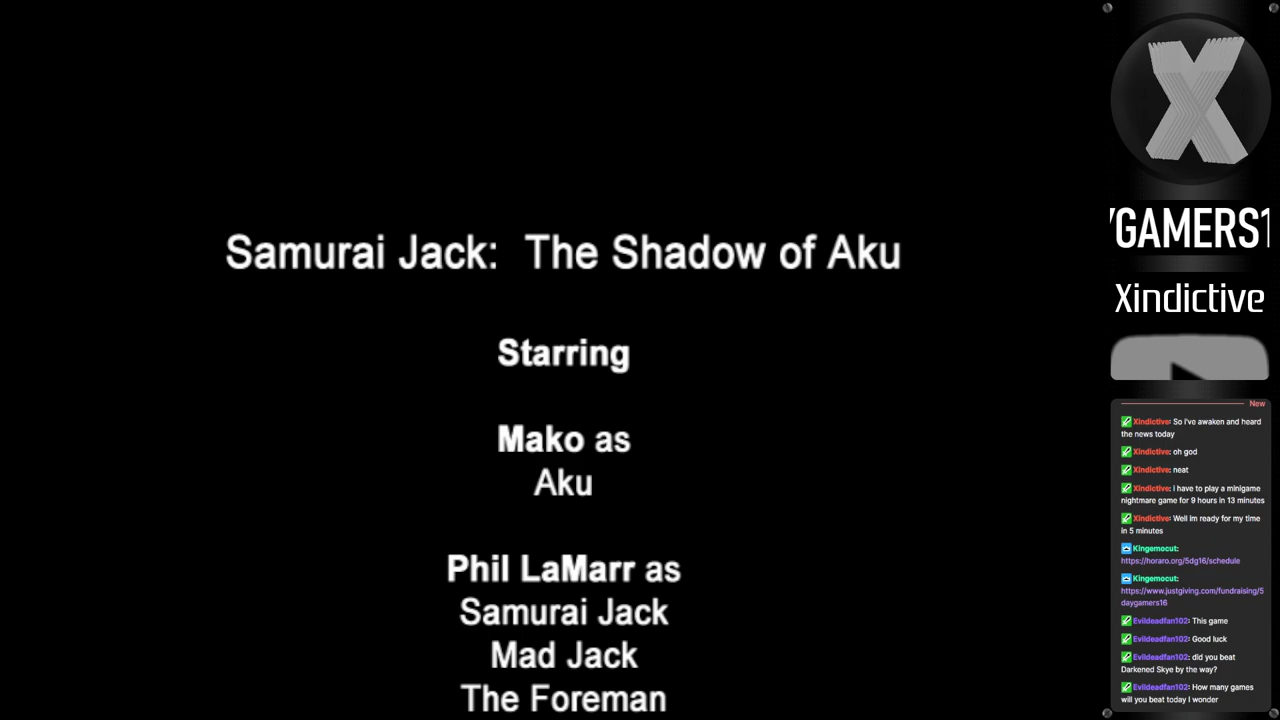 Samurai Jack: The Shadow of Aku
Starring
Mako as
Aku
Phil LaMarr as
Samurai Jack
Mad Jack
The Foreman
X
YGAMERS1
Xindictive
New
Xindictive: So I've awaken and heard
the news today
Xindictive: oh god
Xindictive: neat
Xindictive: I have to play a minigame
nightmare game for 9 hours in 13 minutes
Xindictive: Well im ready for my time
in 5 minutes
Kingemocut:
https://horaro.org/5dg16/schedule
Kingemocut:
https://www.justgiving.com/fundraising/5
daygamers16
Evildeadfan102: This game
Evildeadfan102: Good luck
Evildeadfan102: did you beat
Darkened Skye by the way?
Evildeadfan102: How many games
will you beat today I wonder